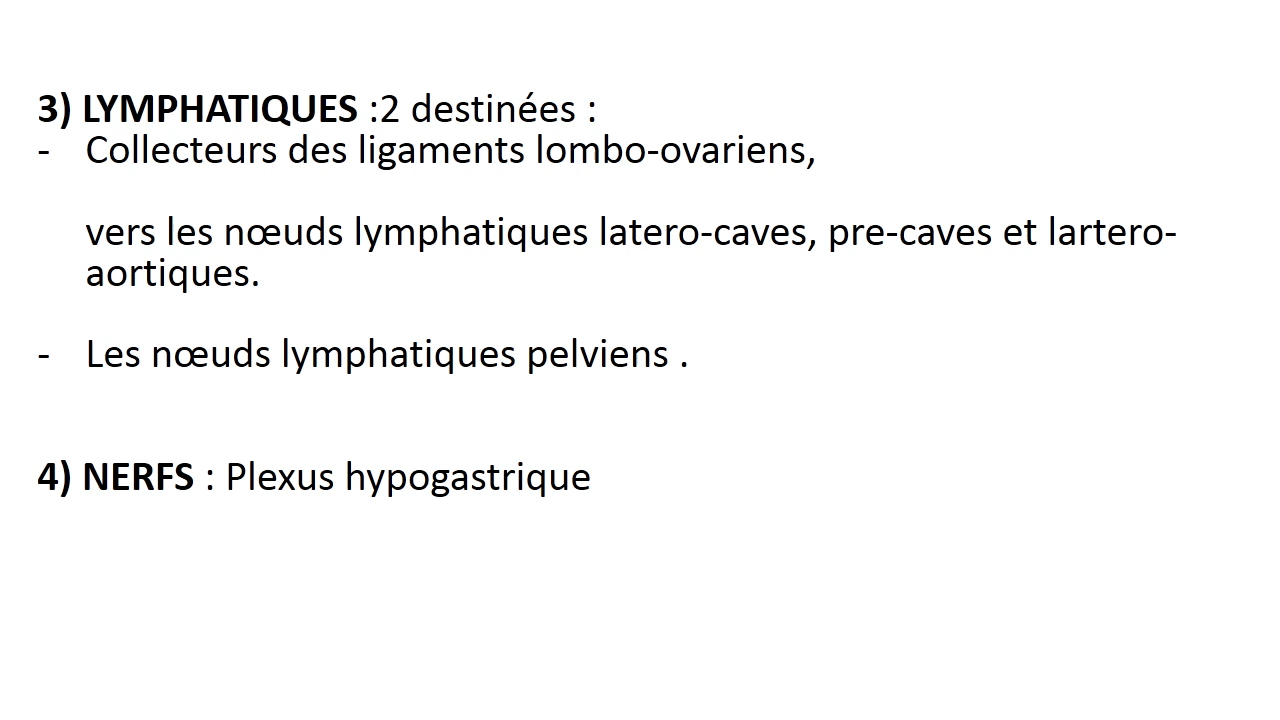 3) LYMPHATIQUES :2 destinées :
- Collecteurs des ligaments lombo-ovariens,
vers les nœuds lymphatiques latero-caves, pre-caves et lartero-
aortiques.
- Les nœuds lymphatiques pelviens .
4) NERFS : Plexus hypogastrique